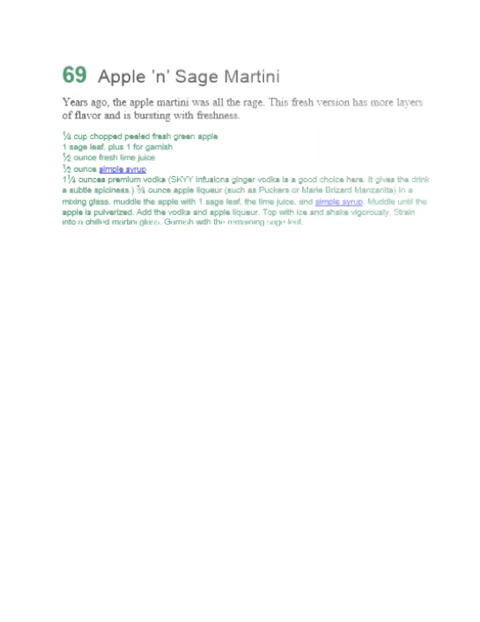 69 Apple 'n' Sage Martini
Years ago, the apple martini was all the rage. This fresh version has more layers
of flavor and is bursting with freshness.
¼ cup chopped peeled fresh green apple
1 sage leaf, plus 1 for garnish
½ ounce fresh lime juice
½ ounce simple syrup
1¼ ounces premium vodka (SKYY Infusions ginger vodka is a good choice here. It gives the drink
a subtle spiciness.) ¾ ounce apple liqueur (such as Puckers or Marie Brizard Manzanita) In a
mixing glass, muddle the apple with 1 sage leaf, the lime juice, and simple syrup. Muddle until the
apple is pulverized. Add the vodka and apple liqueur. Top with ice and shake vigorously. Strain
into a chilled martini glass. Garnish with the remaining sage leaf.